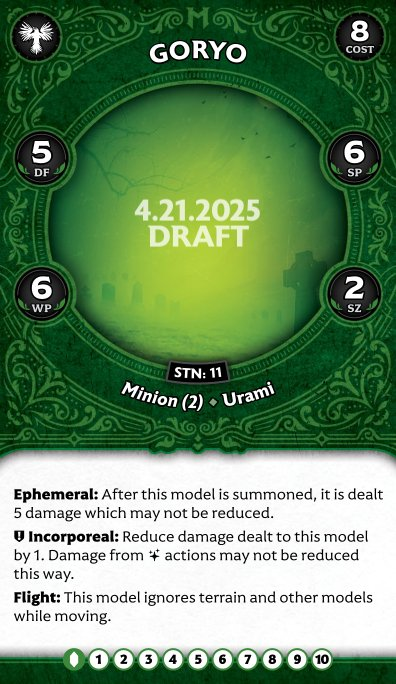 GORYO
8
COST
5
DF
6
SP
4.21.2025
DRAFT
6
WP
2
SZ
STN: 11
Minion (2) ◆ Urami
Ephemeral: After this model is summoned, it is dealt
5 damage which may not be reduced.
Incorporeal: Reduce damage dealt to this model
by 1. Damage from actions may not be reduced
this way.
Flight: This model ignores terrain and other models
while moving.
1 2 3 4 5 6 7 8 9 10